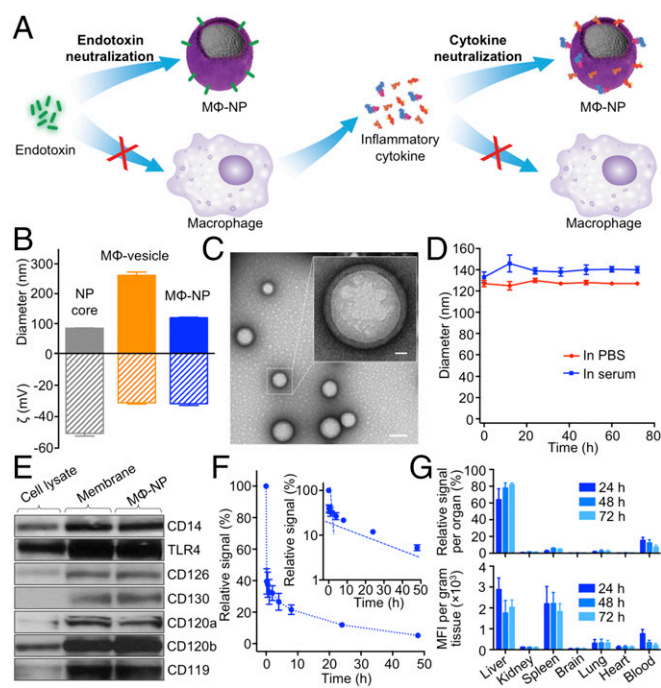 A
Endotoxin
neutralization
MΦ-NP
Endotoxin
Macrophage
Inflammatory
cytokine
Cytokine
neutralization
MΦ-NP
Macrophage
B
Diameter (nm)
300
200
100
0
ζ (mV)
-20
-40
-60
NP
core
MΦ-vesicle
MΦ-NP
C
D
Diameter (nm)
160
140
120
100
80
60
40
20
0
0 20 40 60 80
Time (h)
In PBS
In serum
E
Cell lysate
Membrane
MΦ-NP
CD14
TLR4
CD126
CD130
CD120a
CD120b
CD119
F
Relative signal (%)
100
80
60
40
20
0
0 10 20 30 40 50
Time (h)
Relative signal
(%)
100
10
1
0 10 20 30 40 50
Time (h)
G
Relative signal
per organ (%)
100
80
60
40
20
0
24 h
48 h
72 h
MFI per gram
tissue (×10³)
4
3
2
1
0
24 h
48 h
72 h
Liver
Kidney
Spleen
Brain
Lung
Heart
Blood